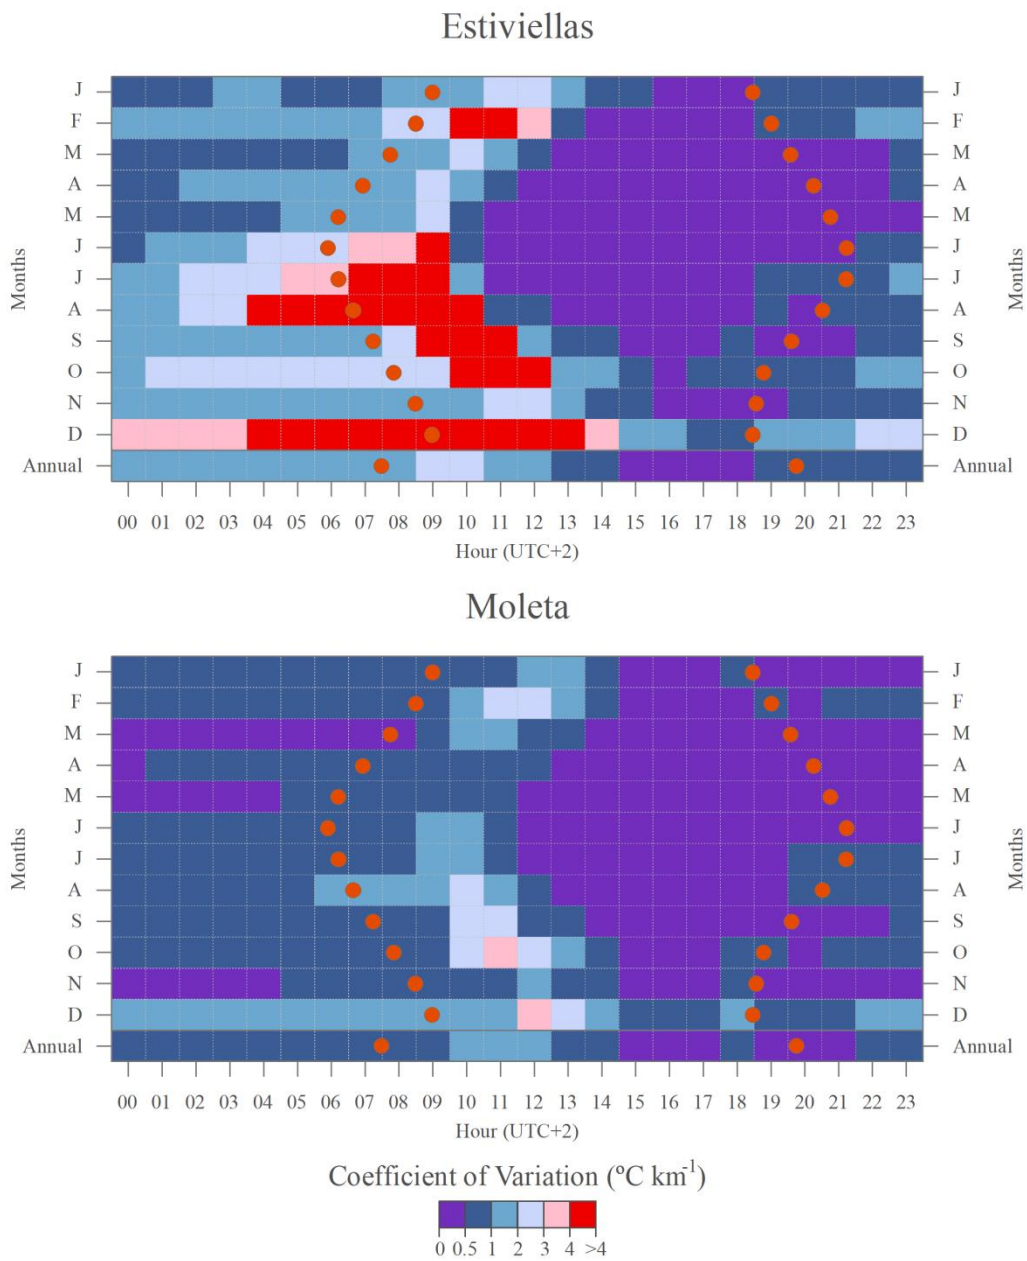 Estiviellas
J J
F F
M M
A A
M M
J J
J J
A A
S S
O O
N N
D D
Annual Annual
Months
Months
00 01 02 03 04 05 06 07 08 09 10 11 12 13 14 15 16 17 18 19 20 21 22 23
Hour (UTC+2)
Moleta
J J
F F
M M
A A
M M
J J
J J
A A
S S
O O
N N
D D
Annual Annual
Months
Months
00 01 02 03 04 05 06 07 08 09 10 11 12 13 14 15 16 17 18 19 20 21 22 23
Hour (UTC+2)
Coefficient of Variation (ºC km⁻¹)
0 0.5 1 2 3 4 >4